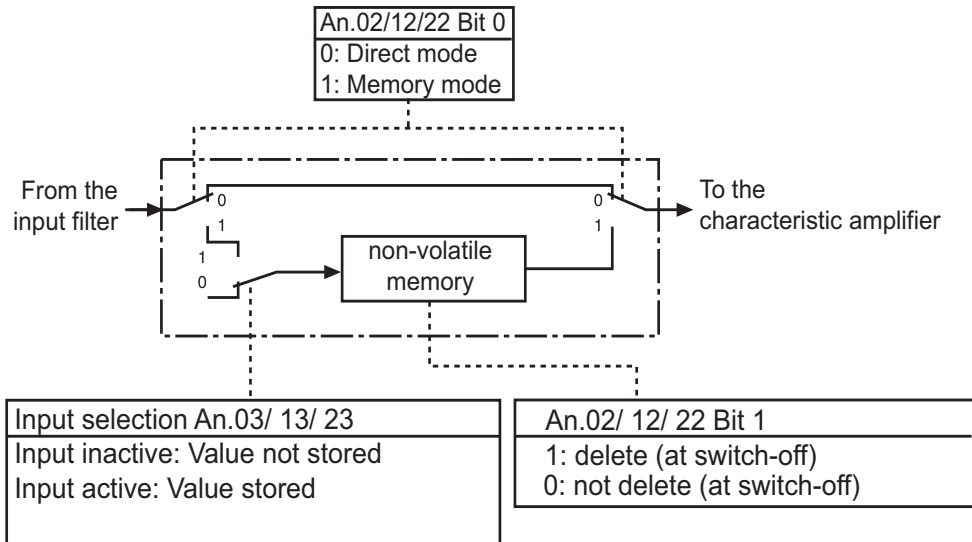 An.02/12/22 Bit 0
0: Direct mode
1: Memory mode
From the
input filter
0
1
1
0
non-volatile
memory
0
1
To the
characteristic amplifier
Input selection An.03/ 13/ 23
Input inactive: Value not stored
Input active: Value stored
An.02/ 12/ 22 Bit 1
1: delete (at switch-off)
0: not delete (at switch-off)